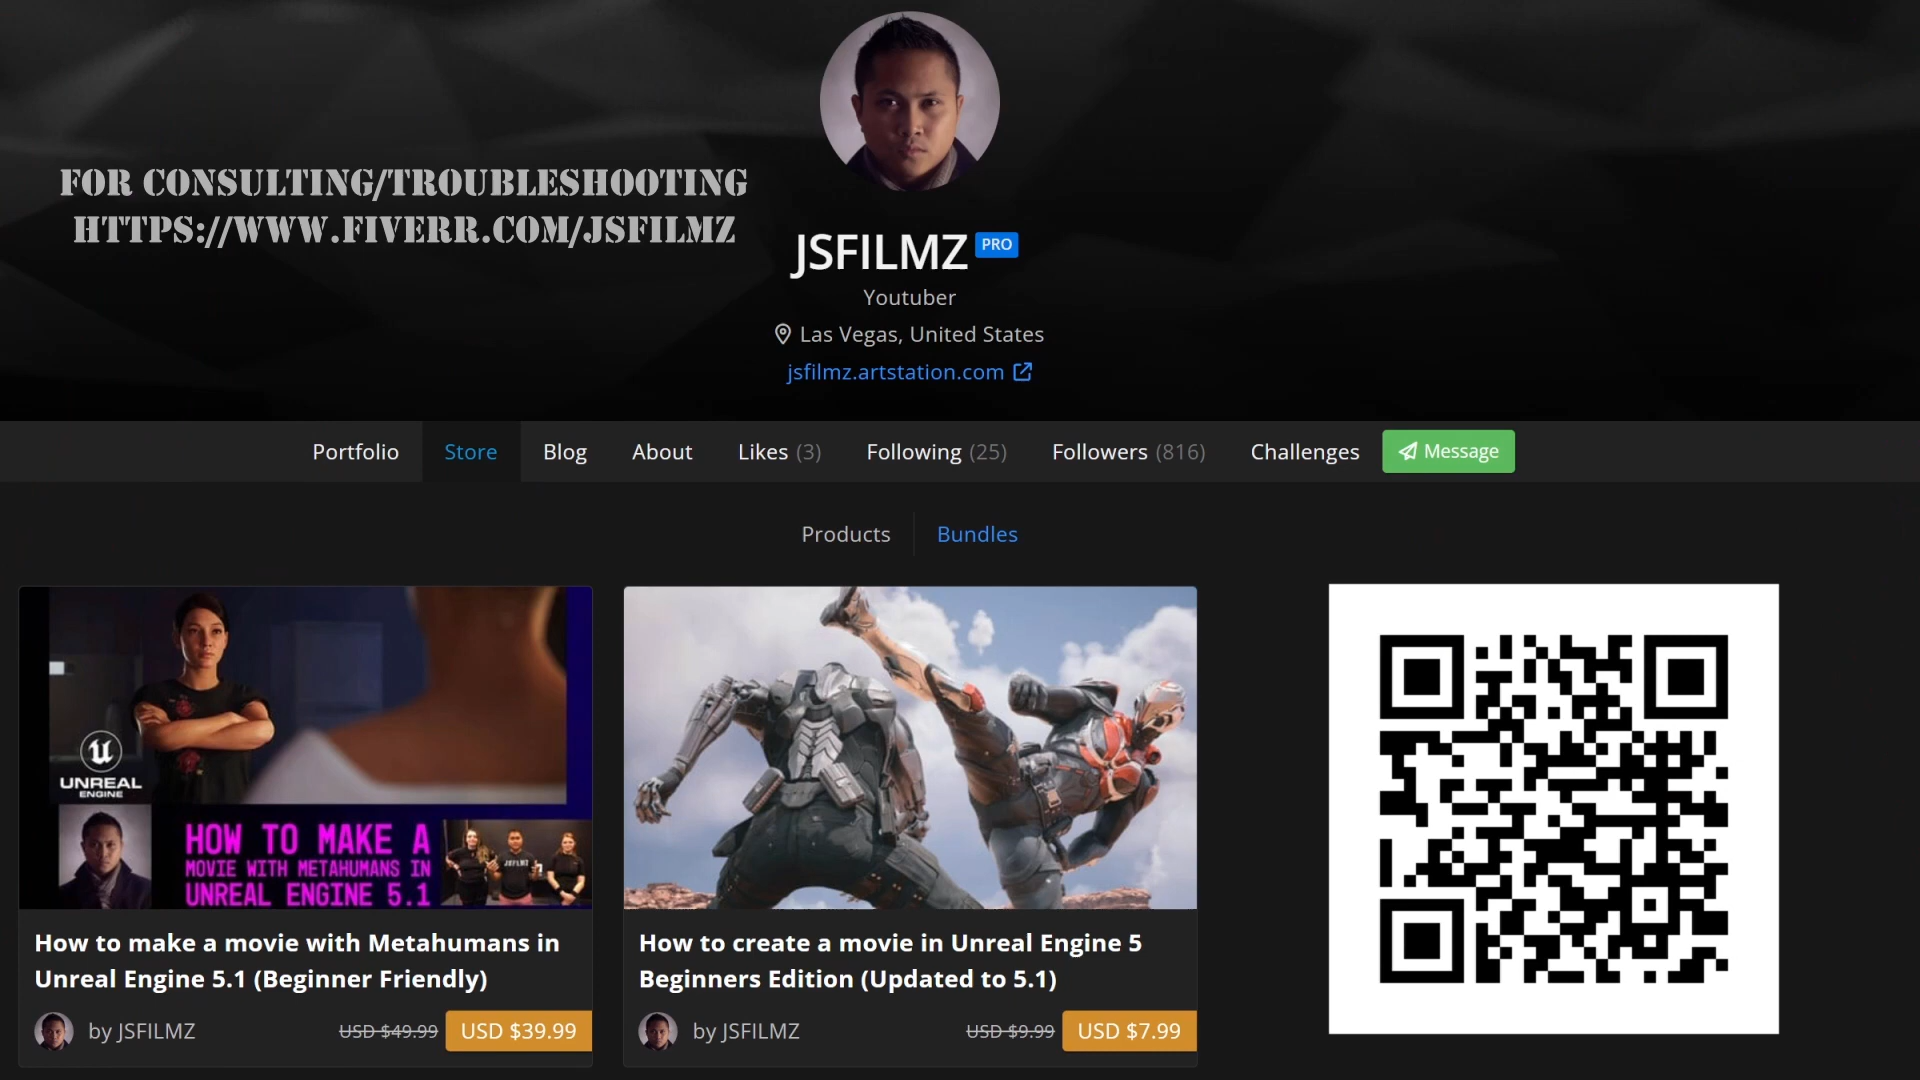 FOR CONSULTING/TROUBLESHOOTING
HTTPS://WWW.FIVERR.COM/JSFILMZ
JSFILMZ PRO
Youtuber
Las Vegas, United States
jsfilmz.artstation.com
Portfolio Store Blog About Likes (3) Following (25) Followers (816) Challenges Message
Products Bundles
UNREAL
ENGINE
HOW TO MAKE A
MOVIE WITH METAHUMANS IN
UNREAL ENGINE 5.1
JSFLMZ
How to make a movie with Metahumans in
Unreal Engine 5.1 (Beginner Friendly)
by JSFILMZ USD $49.99 USD $39.99
How to create a movie in Unreal Engine 5
Beginners Edition (Updated to 5.1)
by JSFILMZ USD $9.99 USD $7.99